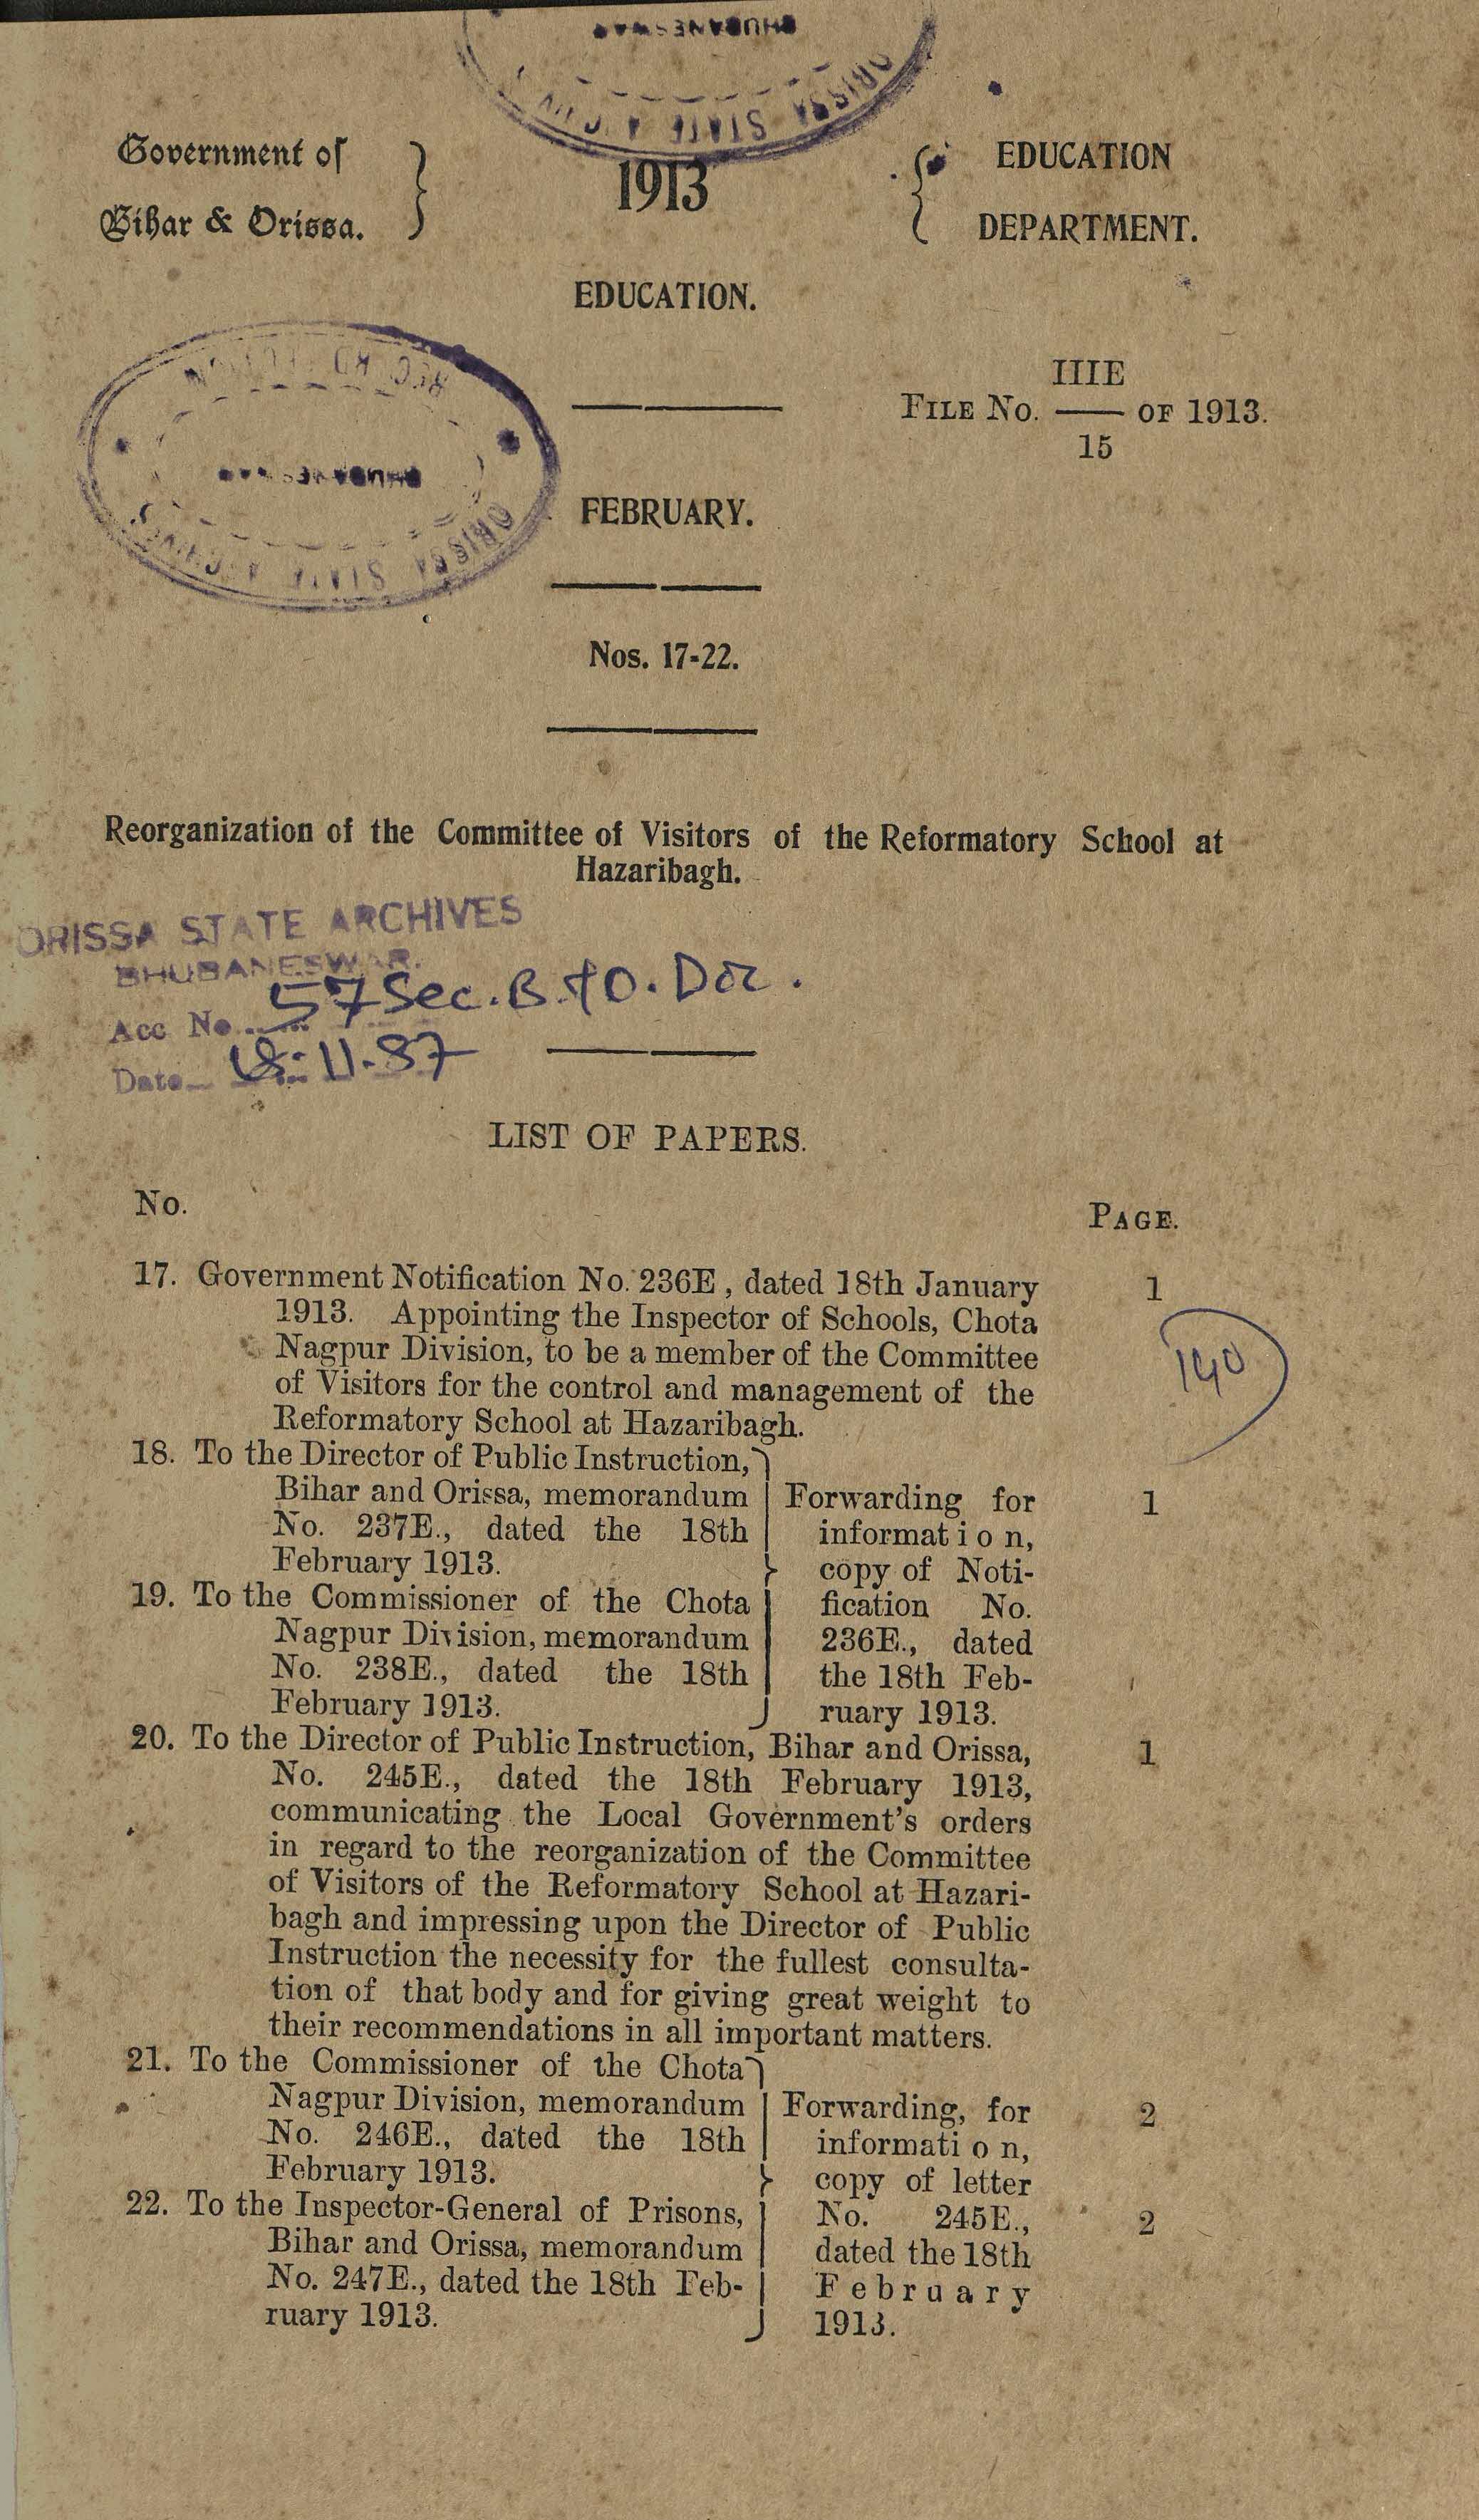 BHUBANESWAR
ORISSA STATE
Government of
Bihar & Orissa.
1913
EDUCATION
DEPARTMENT.
EDUCATION.
IIIE
FILE No. —— OF 1913.
15
BHUBANESWAR
ORISSA STATE ARCHIVES
FEBRUARY.
Nos. 17-22.
Reorganization of the Committee of Visitors of the Reformatory School at
Hazaribagh.
ORISSA STATE ARCHIVES
BHUBANESWAR.
Acc No...... 57 Sec. B & O. Doc.
Date 18-11-87
LIST OF PAPERS.
No.
PAGE.
17. Government Notification No. 236E , dated 18th January 1
1913. Appointing the Inspector of Schools, Chota
Nagpur Division, to be a member of the Committee
140
of Visitors for the control and management of the
Reformatory School at Hazaribagh.
18. To the Director of Public Instruction,
Bihar and Orissa, memorandum
No. 237E., dated the 18th
February 1913.
19. To the Commissioner of the Chota
Nagpur Division, memorandum
No. 238E., dated the 18th
February 1913.
Forwarding for 1
information,
copy of Noti-
fication No.
236E., dated
the 18th Feb-
ruary 1913.
20. To the Director of Public Instruction, Bihar and Orissa, 1
No. 245E., dated the 18th February 1913,
communicating the Local Government's orders
in regard to the reorganization of the Committee
of Visitors of the Reformatory School at Hazari-
bagh and impressing upon the Director of Public
Instruction the necessity for the fullest consulta-
tion of that body and for giving great weight to
their recommendations in all important matters.
21. To the Commissioner of the Chota
Nagpur Division, memorandum
No. 246E., dated the 18th
February 1913.
22. To the Inspector-General of Prisons,
Bihar and Orissa, memorandum
No. 247E., dated the 18th Feb-
ruary 1913.
Forwarding, for 2
information,
copy of letter
No. 245E., 2
dated the 18th
February
1913.